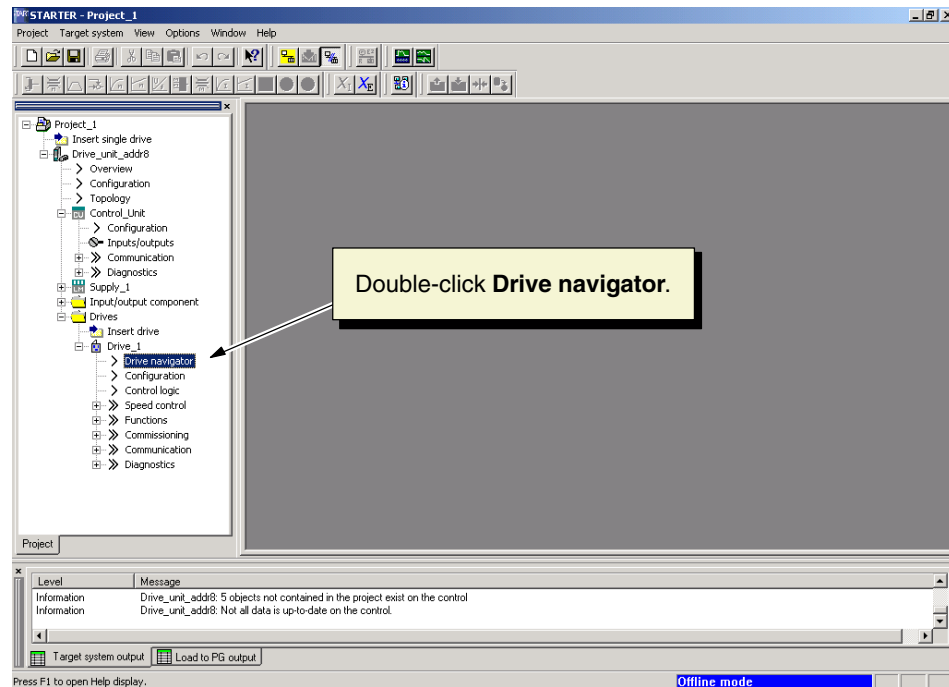 STARTER - Project_1
Project Target system View Options Window Help
Project_1
Insert single drive
Drive_unit_addr8
Overview
Configuration
Topology
Control_Unit
Configuration
Inputs/outputs
Communication
Diagnostics
Supply_1
Input/output component
Drives
Insert drive
Drive_1
Drive navigator
Configuration
Control logic
Speed control
Functions
Commissioning
Communication
Diagnostics
Double-click Drive navigator.
Project
Level Message
Information Drive_unit_addr8: 5 objects not contained in the project exist on the control
Information Drive_unit_addr8: Not all data is up-to-date on the control.
Target system output Load to PG output
Press F1 to open Help display. Offline mode